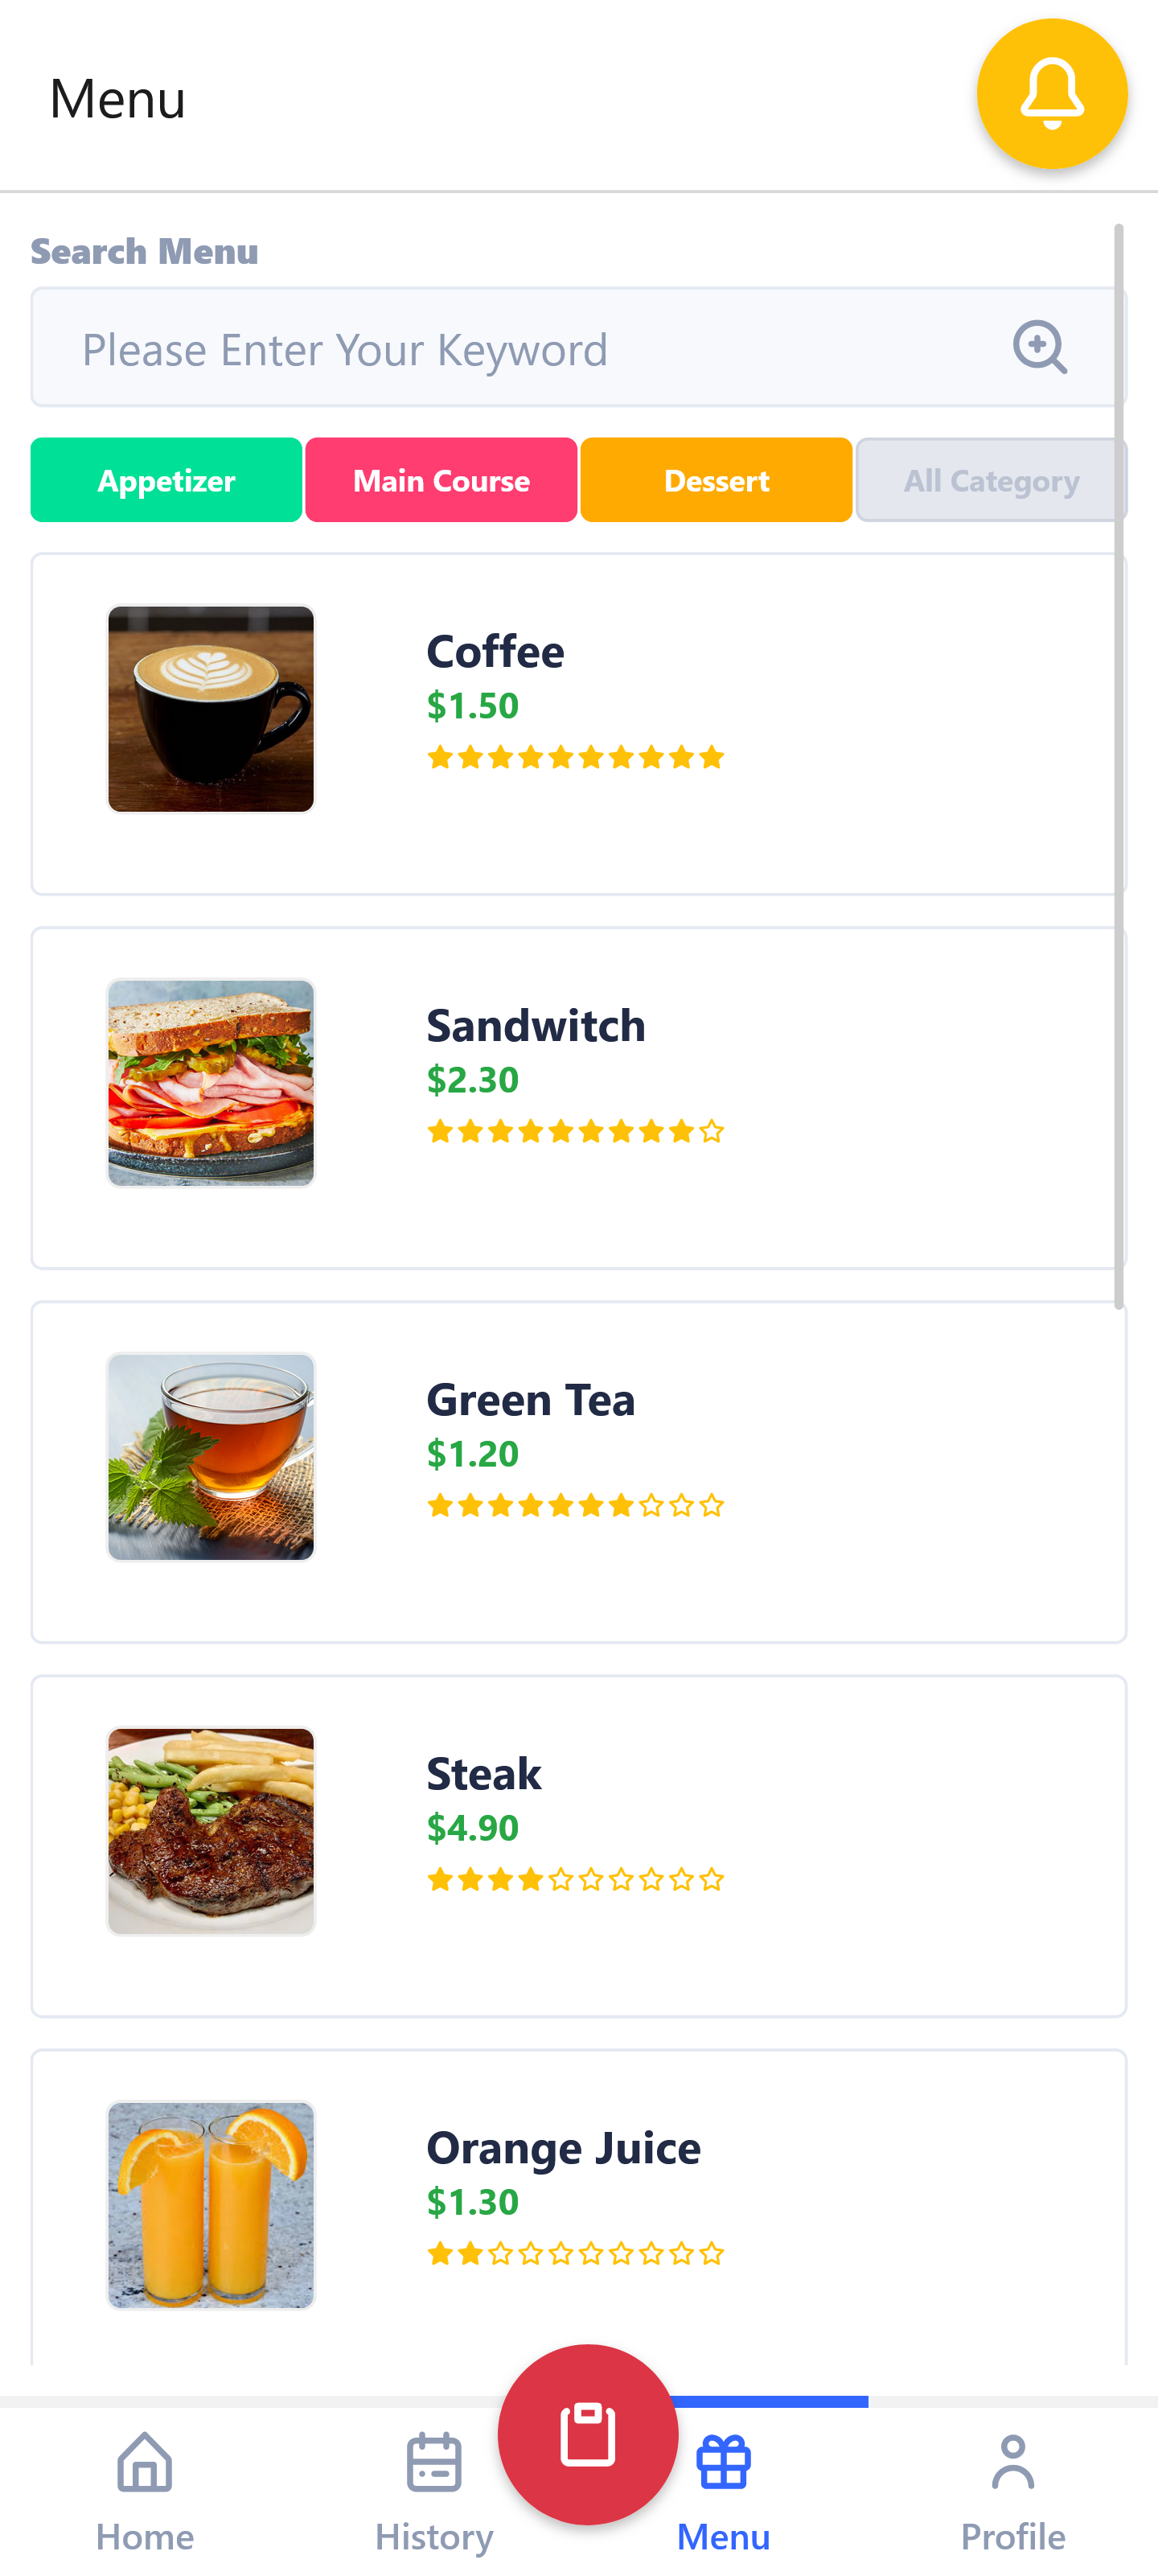 Menu
Search Menu
Please Enter Your Keyword
Appetizer Main Course Dessert All Category
Coffee
$1.50
Sandwitch
$2.30
Green Tea
$1.20
Steak
$4.90
Orange Juice
$1.30
Home History Menu Profile